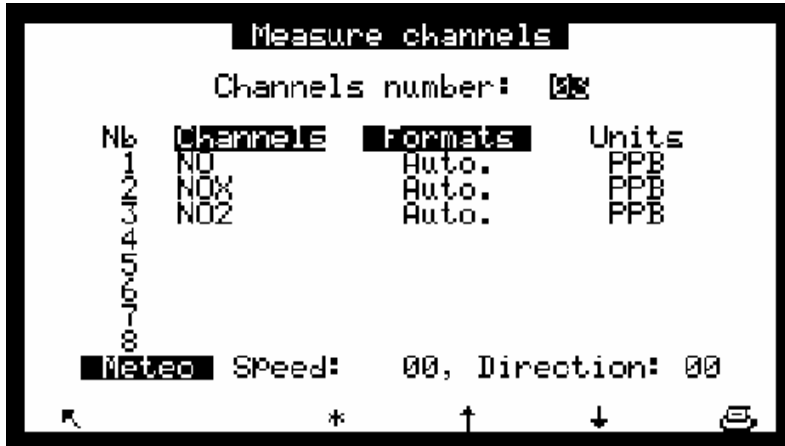 Measure channels
Channels number: 03
Nb Channels Formats Units
1 NO Auto. PPB
2 NOX Auto. PPB
3 NO2 Auto. PPB
4
5
6
7
8
Meteo Speed: 00, Direction: 00
*